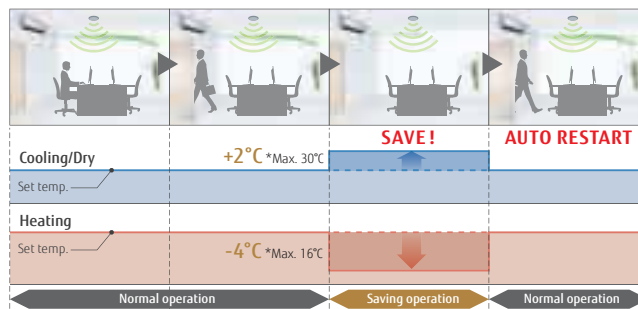 SAVE!
AUTO RESTART
Cooling/Dry
+2°C *Max. 30°C
Set temp.
Heating
Set temp.
-4°C *Max. 16°C
Normal operation
Saving operation
Normal operation